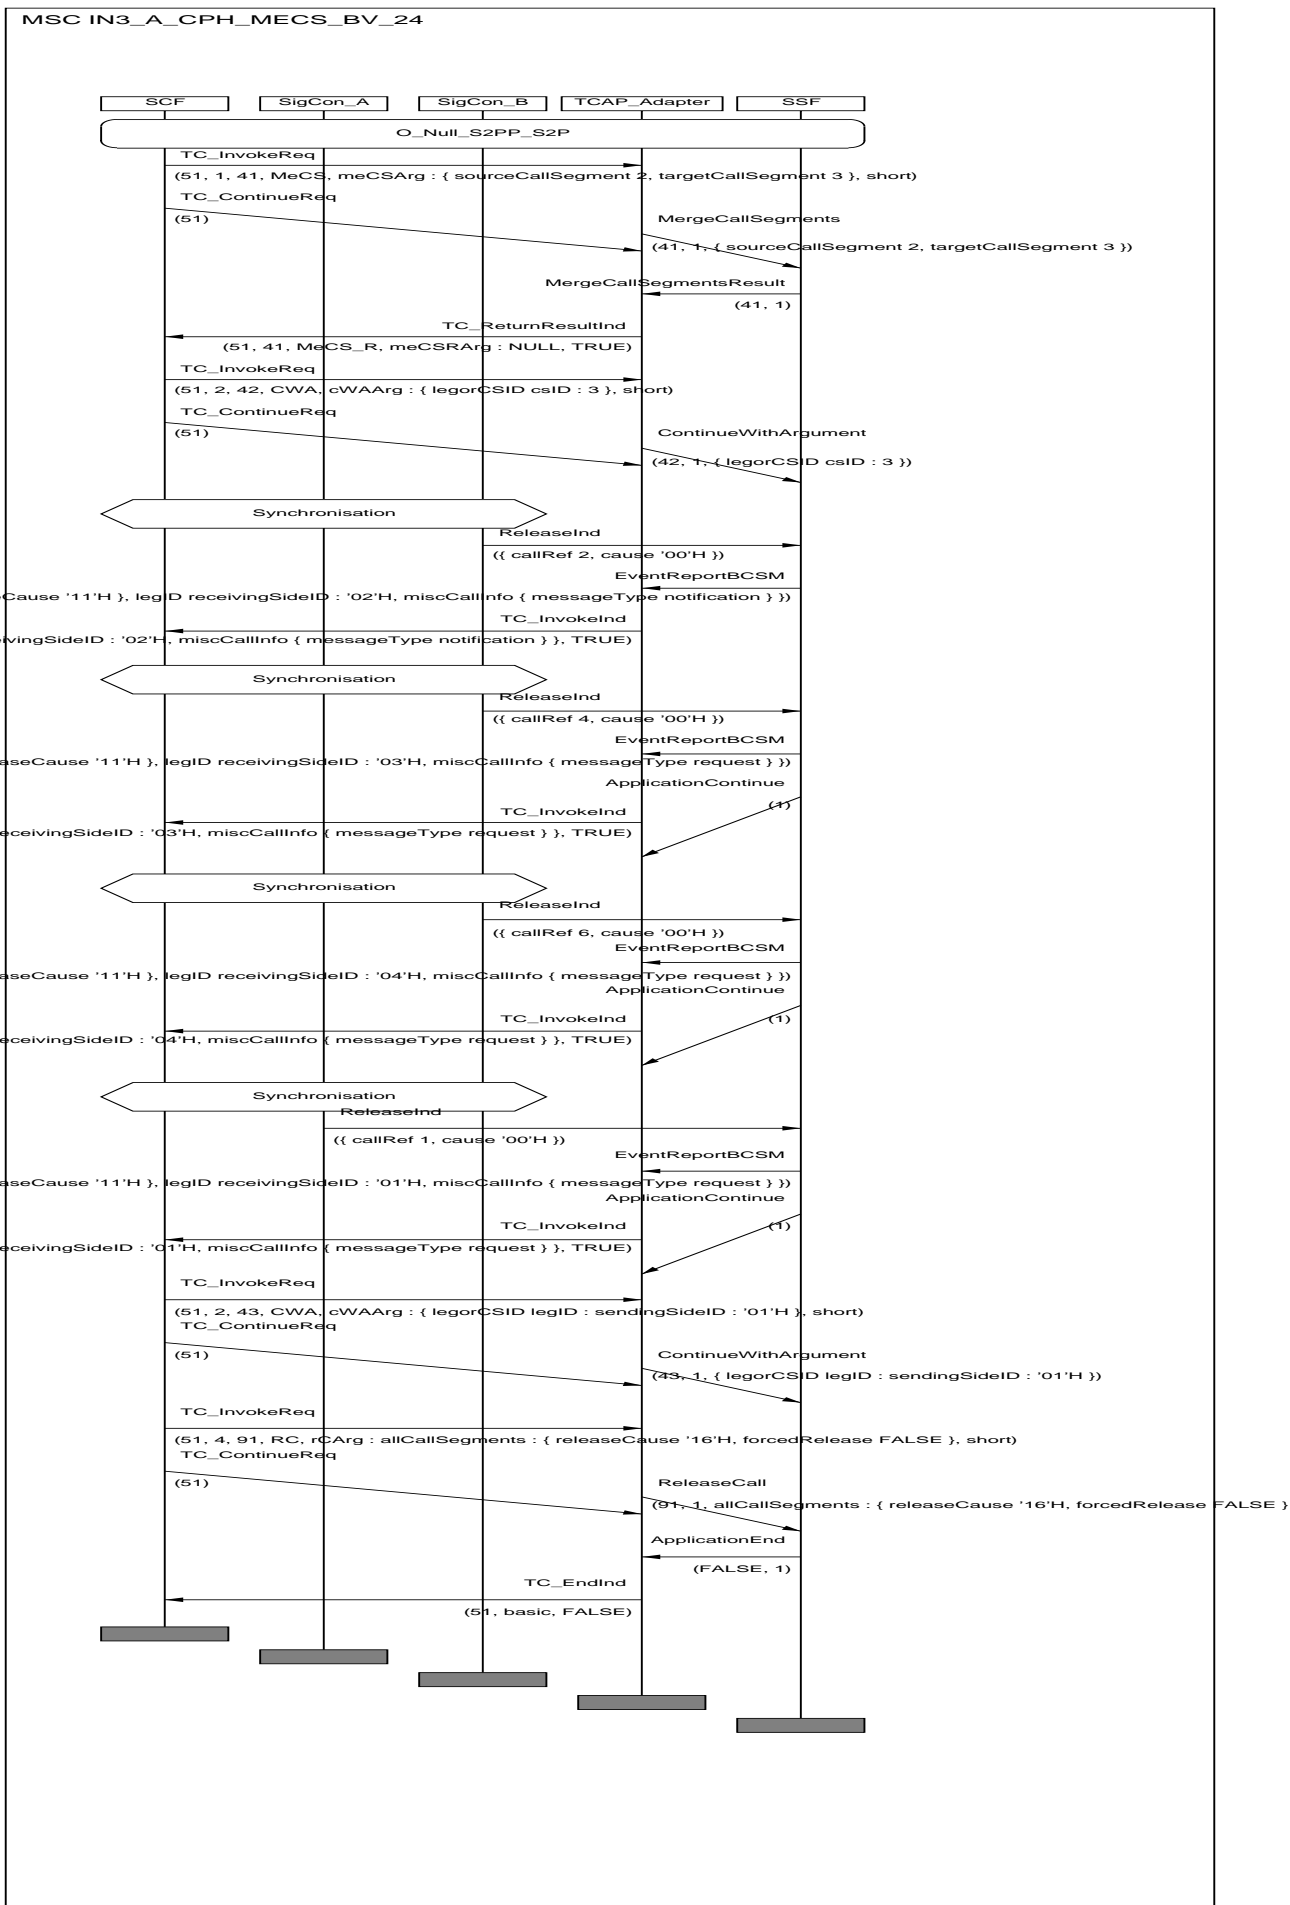 MSC IN3_A_CPH_MECS_BV_24
SCF SigCon_A SigCon_B TCAP_Adapter SSF
O_Null_S2PP_S2P
TC_InvokeReq
(51, 1, 41, MeCS, meCSArg : { sourceCallSegment 2, targetCallSegment 3 }, short)
TC_ContinueReq
(51)
MergeCallSegments
(41, 1, { sourceCallSegment 2, targetCallSegment 3 })
MergeCallSegmentsResult
(41, 1)
TC_ReturnResultInd
(51, 41, MeCS_R, meCSRArg : NULL, TRUE)
TC_InvokeReq
(51, 2, 42, CWA, cWAArg : { legorCSID csID : 3 }, short)
TC_ContinueReq
(51)
ContinueWithArgument
(42, 1, { legorCSID csID : 3 })
Synchronisation
ReleaseInd
({ callRef 2, cause '00'H })
EventReportBCSM
Cause '11'H }, legID receivingSideID : '02'H, miscCallInfo { messageType notification } })
TC_InvokeInd
ivingSideID : '02'H, miscCallInfo { messageType notification } }, TRUE)
Synchronisation
ReleaseInd
({ callRef 4, cause '00'H })
EventReportBCSM
aseCause '11'H }, legID receivingSideID : '03'H, miscCallInfo { messageType request } })
ApplicationContinue
(1)
TC_InvokeInd
eceivingSideID : '03'H, miscCallInfo { messageType request } }, TRUE)
Synchronisation
ReleaseInd
({ callRef 6, cause '00'H })
EventReportBCSM
aseCause '11'H }, legID receivingSideID : '04'H, miscCallInfo { messageType request } })
ApplicationContinue
(1)
TC_InvokeInd
eceivingSideID : '04'H, miscCallInfo { messageType request } }, TRUE)
Synchronisation
ReleaseInd
({ callRef 1, cause '00'H })
EventReportBCSM
aseCause '11'H }, legID receivingSideID : '01'H, miscCallInfo { messageType request } })
ApplicationContinue
(1)
TC_InvokeInd
eceivingSideID : '01'H, miscCallInfo { messageType request } }, TRUE)
TC_InvokeReq
(51, 2, 43, CWA, cWAArg : { legorCSID legID : sendingSideID : '01'H }, short)
TC_ContinueReq
(51)
ContinueWithArgument
(43, 1, { legorCSID legID : sendingSideID : '01'H })
TC_InvokeReq
(51, 4, 91, RC, rCArg : allCallSegments : { releaseCause '16'H, forcedRelease FALSE }, short)
TC_ContinueReq
(51)
ReleaseCall
(91, 1, allCallSegments : { releaseCause '16'H, forcedRelease FALSE }
ApplicationEnd
(FALSE, 1)
TC_EndInd
(51, basic, FALSE)